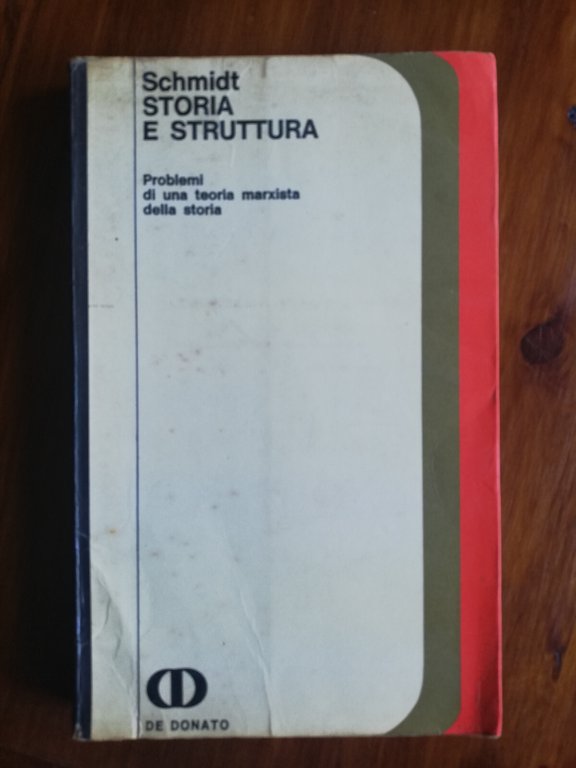 Schmidt
STORIA
E STRUTTURA
Problemi
di una teoria marxista
della storia
DE DONATO